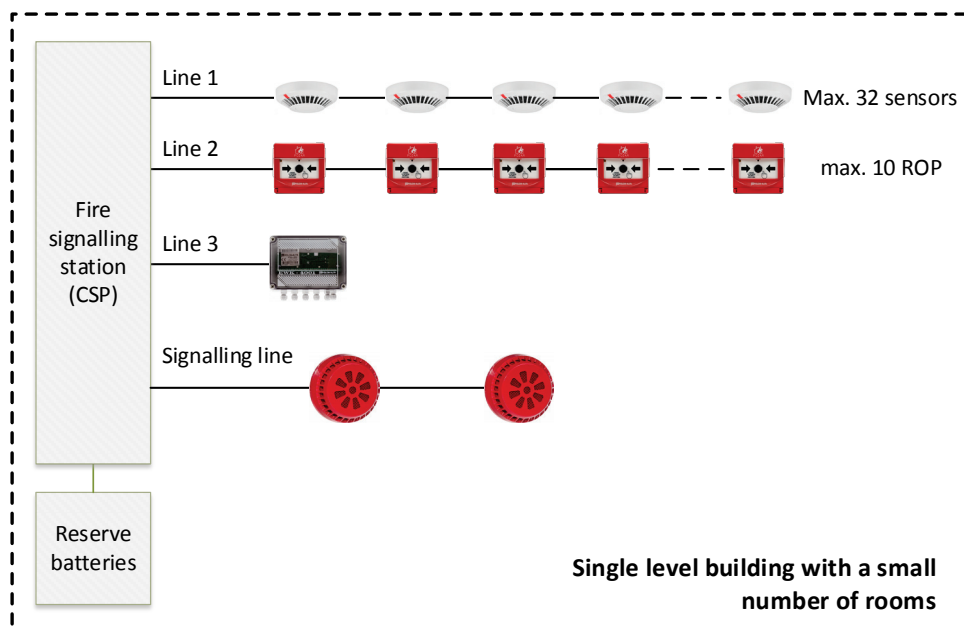 Line 1
Max. 32 sensors
Line 2
max. 10 ROP
Fire
signalling
station
(CSP)
Line 3
Signalling line
Reserve
batteries
Single level building with a small
number of rooms